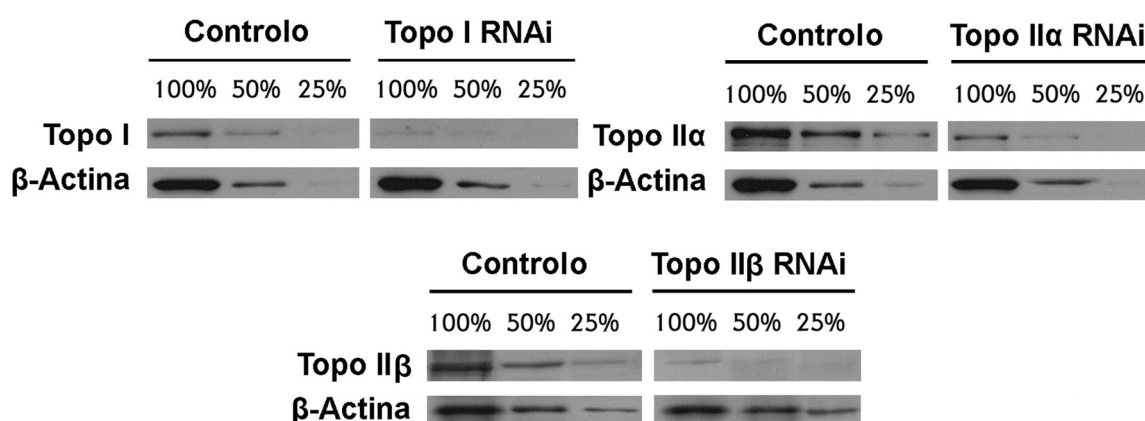 Controlo Topo I RNAi
100% 50% 25% 100% 50% 25%
Topo I
β-Actina
Controlo Topo IIα RNAi
100% 50% 25% 100% 50% 25%
Topo IIα
β-Actina
Controlo Topo IIβ RNAi
100% 50% 25% 100% 50% 25%
Topo IIβ
β-Actina